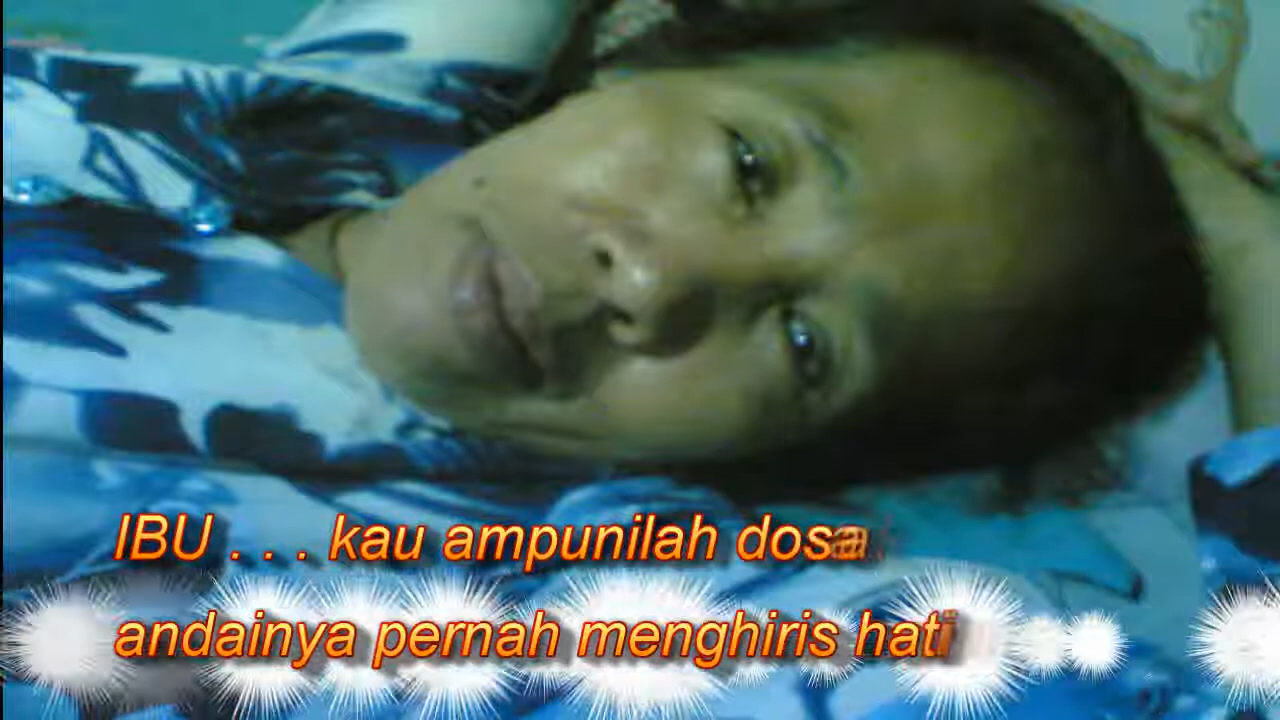 IBU . . . kau ampunilah dosa
andainya pernah menghiris hati